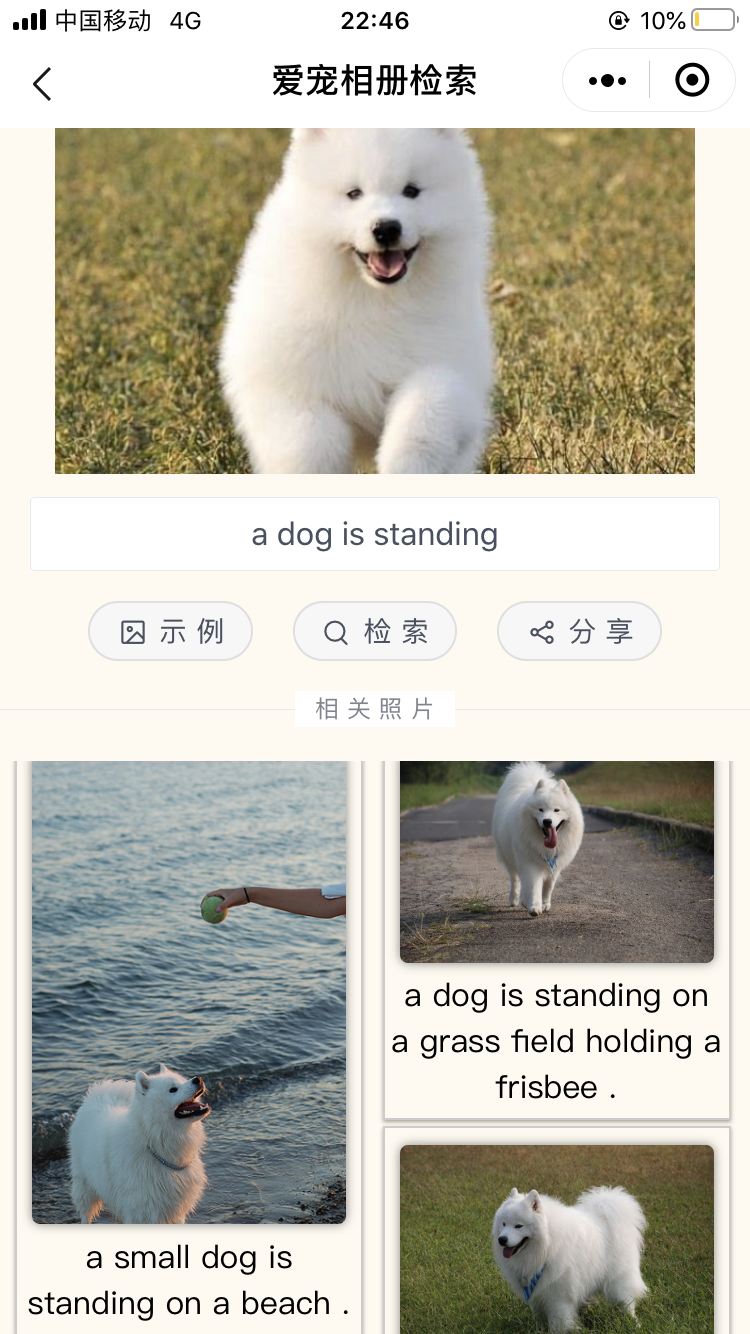 中国移动 4G 22:46 10%
爱宠相册检索
a dog is standing
示例 检索 分享
相关照片
a dog is standing on
a grass field holding a
frisbee .
a small dog is
standing on a beach .